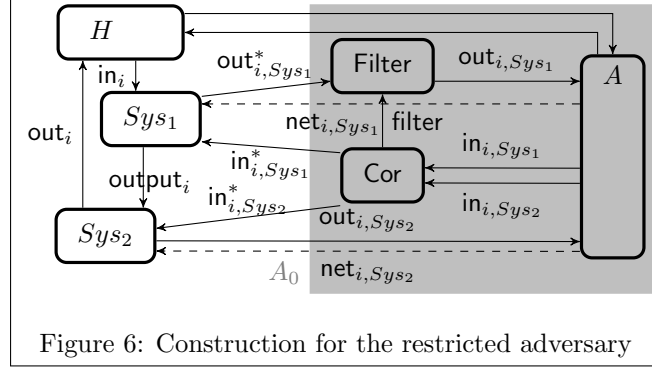 H
out*_{i,Sys_1}
Filter
out_{i,Sys_1}
A
in_i
Sys_1
net_{i,Sys_1}
filter
out_i
in*_{i,Sys_1}
Cor
in_{i,Sys_1}
output_i
in*_{i,Sys_2}
in_{i,Sys_2}
out_{i,Sys_2}
Sys_2
A_0
net_{i,Sys_2}
Figure 6: Construction for the restricted adversary